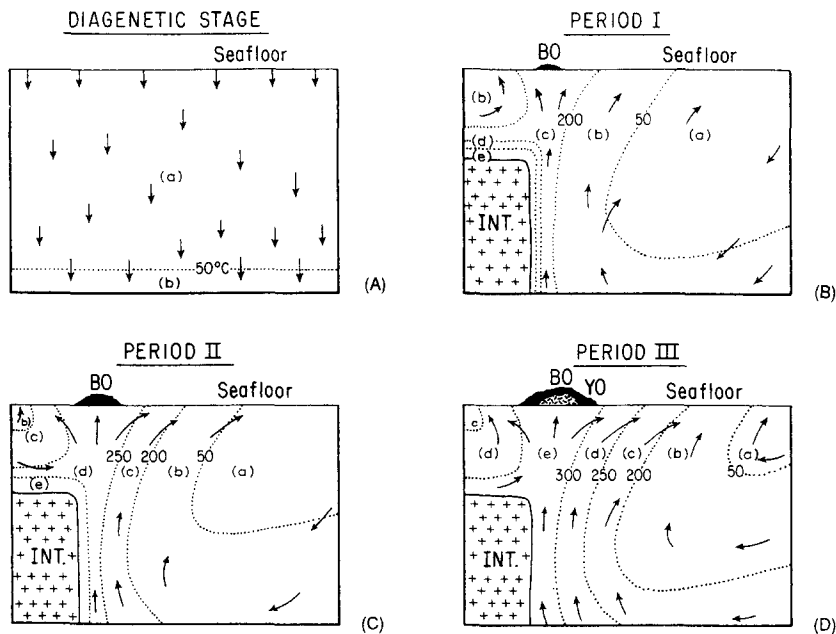 DIAGENETIC STAGE
Seafloor
(a)
50°C
(b)
(A)
PERIOD I
BO
Seafloor
(b)
200
50
(c)
(b)
(a)
(d)
(e)
INT.
(B)
PERIOD II
BO
Seafloor
b)
(c)
250
200
50
(d)
(c)
(b)
(a)
(e)
INT.
(C)
PERIOD III
BO
YO
Seafloor
c
(d)
(e)
(d)
(c)
(b)
(a)
300
250
200
50
INT.
(D)